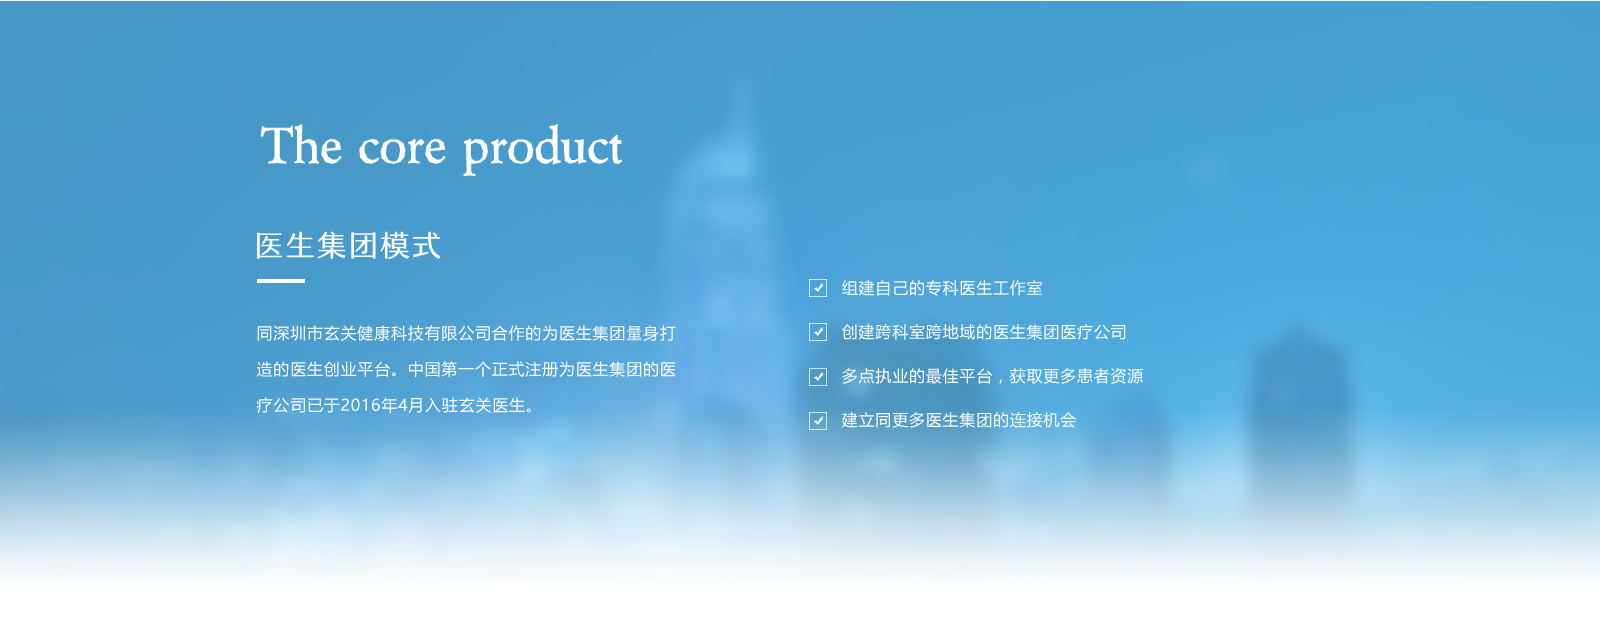 The core product
医生集团模式
同深圳市玄关健康科技有限公司合作的为医生集团量身打
造的医生创业平台。中国第一个正式注册为医生集团的医
疗公司已于2016年4月入驻玄关医生。
组建自己的专科医生工作室
创建跨科室跨地域的医生集团医疗公司
多点执业的最佳平台，获取更多患者资源
建立同更多医生集团的连接机会